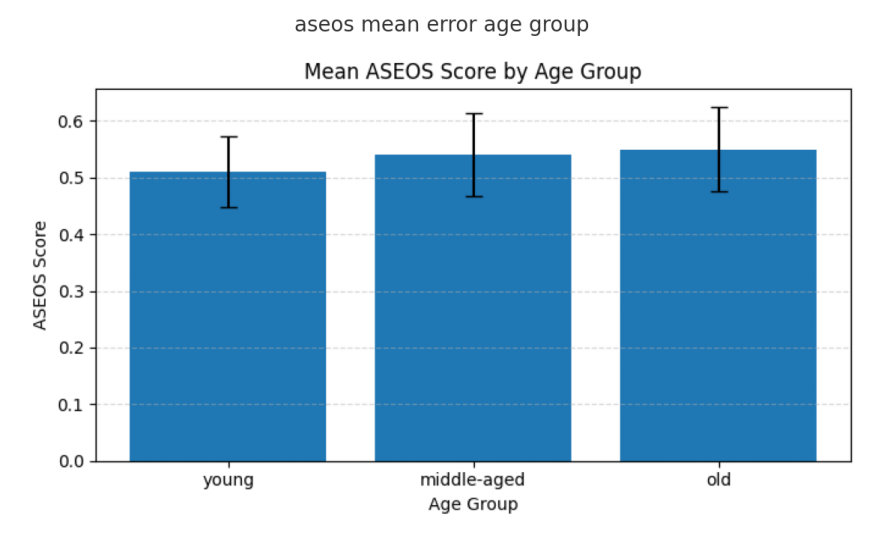 aseos mean error age group
Mean ASEOS Score by Age Group
ASEOS Score
0.6
0.5
0.4
0.3
0.2
0.1
0.0
young middle-aged old
Age Group